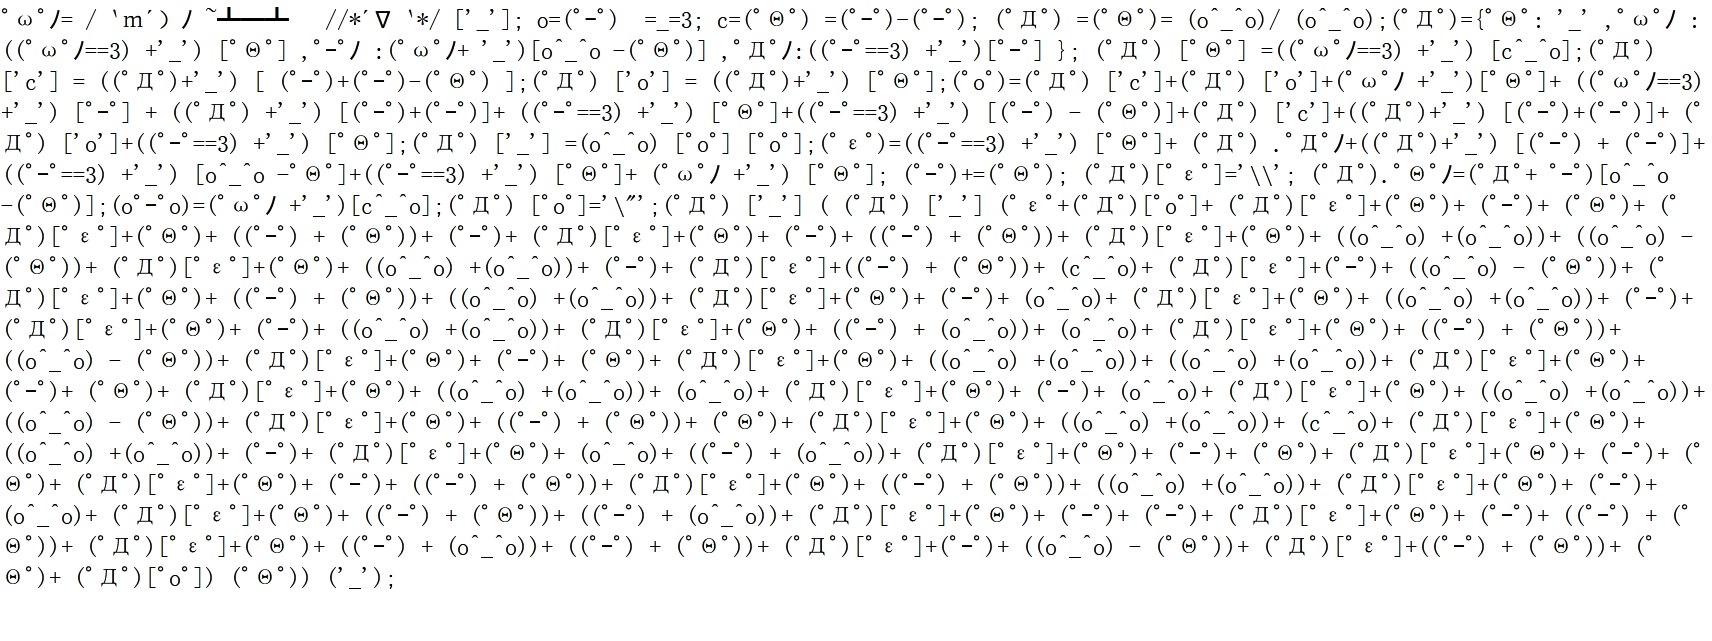 ﾟωﾟﾉ= /｀ｍ´）ﾉ ~┻━┻   //*´∇｀*/ ['_']; o=(ﾟｰﾟ)  =_=3; c=(ﾟΘﾟ) =(ﾟｰﾟ)-(ﾟｰﾟ); (ﾟДﾟ) =(ﾟΘﾟ)= (o^_^o)/ (o^_^o);(ﾟДﾟ)={ﾟΘﾟ: '_' ,ﾟωﾟﾉ :
((ﾟωﾟﾉ==3) +'_') [ﾟΘﾟ] ,ﾟｰﾟﾉ :(ﾟωﾟﾉ+ '_')[o^_^o -(ﾟΘﾟ)] ,ﾟДﾟﾉ:((ﾟｰﾟ==3) +'_')[ﾟｰﾟ] }; (ﾟДﾟ) [ﾟΘﾟ] =((ﾟωﾟﾉ==3) +'_') [c^_^o];(ﾟДﾟ)
['c'] = ((ﾟДﾟ)+'_') [ (ﾟｰﾟ)+(ﾟｰﾟ)-(ﾟΘﾟ) ];(ﾟДﾟ) ['o'] = ((ﾟДﾟ)+'_') [ﾟΘﾟ];(ﾟoﾟ)=(ﾟДﾟ) ['c']+(ﾟДﾟ) ['o']+(ﾟωﾟﾉ +'_')[ﾟΘﾟ]+ ((ﾟωﾟﾉ==3)
+'_') [ﾟｰﾟ] + ((ﾟДﾟ) +'_') [(ﾟｰﾟ)+(ﾟｰﾟ)]+ ((ﾟｰﾟ==3) +'_') [ﾟΘﾟ]+((ﾟｰﾟ==3) +'_') [(ﾟｰﾟ) - (ﾟΘﾟ)]+(ﾟДﾟ) ['c']+((ﾟДﾟ)+'_') [(ﾟｰﾟ)+(ﾟｰﾟ)]+ (ﾟ
Дﾟ) ['o']+((ﾟｰﾟ==3) +'_') [ﾟΘﾟ];(ﾟДﾟ) ['_'] =(o^_^o) [ﾟoﾟ] [ﾟoﾟ];(ﾟεﾟ)=((ﾟｰﾟ==3) +'_') [ﾟΘﾟ]+ (ﾟДﾟ) .ﾟДﾟﾉ+((ﾟДﾟ)+'_') [(ﾟｰﾟ) + (ﾟｰﾟ)]+
((ﾟｰﾟ==3) +'_') [o^_^o -ﾟΘﾟ]+((ﾟｰﾟ==3) +'_') [ﾟΘﾟ]+ (ﾟωﾟﾉ +'_') [ﾟΘﾟ]; (ﾟｰﾟ)+=(ﾟΘﾟ); (ﾟДﾟ)[ﾟεﾟ]='\\'; (ﾟДﾟ).ﾟΘﾟﾉ=(ﾟДﾟ+ ﾟｰﾟ)[o^_^o
-(ﾟΘﾟ)];(oﾟｰﾟo)=(ﾟωﾟﾉ +'_')[c^_^o];(ﾟДﾟ) [ﾟoﾟ]='\"';(ﾟДﾟ) ['_'] ( (ﾟДﾟ) ['_'] (ﾟεﾟ+(ﾟДﾟ)[ﾟoﾟ]+ (ﾟДﾟ)[ﾟεﾟ]+(ﾟΘﾟ)+ (ﾟｰﾟ)+ (ﾟΘﾟ)+ (ﾟ
Дﾟ)[ﾟεﾟ]+(ﾟΘﾟ)+ ((ﾟｰﾟ) + (ﾟΘﾟ))+ (ﾟｰﾟ)+ (ﾟДﾟ)[ﾟεﾟ]+(ﾟΘﾟ)+ (ﾟｰﾟ)+ ((ﾟｰﾟ) + (ﾟΘﾟ))+ (ﾟДﾟ)[ﾟεﾟ]+(ﾟΘﾟ)+ ((o^_^o) +(o^_^o))+ ((o^_^o) -
(ﾟΘﾟ))+ (ﾟДﾟ)[ﾟεﾟ]+(ﾟΘﾟ)+ ((o^_^o) +(o^_^o))+ (ﾟｰﾟ)+ (ﾟДﾟ)[ﾟεﾟ]+((ﾟｰﾟ) + (ﾟΘﾟ))+ (c^_^o)+ (ﾟДﾟ)[ﾟεﾟ]+(ﾟｰﾟ)+ ((o^_^o) - (ﾟΘﾟ))+ (ﾟ
Дﾟ)[ﾟεﾟ]+(ﾟΘﾟ)+ ((ﾟｰﾟ) + (ﾟΘﾟ))+ ((o^_^o) +(o^_^o))+ (ﾟДﾟ)[ﾟεﾟ]+(ﾟΘﾟ)+ (ﾟｰﾟ)+ (o^_^o)+ (ﾟДﾟ)[ﾟεﾟ]+(ﾟΘﾟ)+ ((o^_^o) +(o^_^o))+ (ﾟｰﾟ)+
(ﾟДﾟ)[ﾟεﾟ]+(ﾟΘﾟ)+ (ﾟｰﾟ)+ ((o^_^o) +(o^_^o))+ (ﾟДﾟ)[ﾟεﾟ]+(ﾟΘﾟ)+ ((ﾟｰﾟ) + (o^_^o))+ (o^_^o)+ (ﾟДﾟ)[ﾟεﾟ]+(ﾟΘﾟ)+ ((ﾟｰﾟ) + (ﾟΘﾟ))+
((o^_^o) - (ﾟΘﾟ))+ (ﾟДﾟ)[ﾟεﾟ]+(ﾟΘﾟ)+ (ﾟｰﾟ)+ (ﾟΘﾟ)+ (ﾟДﾟ)[ﾟεﾟ]+(ﾟΘﾟ)+ ((o^_^o) +(o^_^o))+ ((o^_^o) +(o^_^o))+ (ﾟДﾟ)[ﾟεﾟ]+(ﾟΘﾟ)+
(ﾟｰﾟ)+ (ﾟΘﾟ)+ (ﾟДﾟ)[ﾟεﾟ]+(ﾟΘﾟ)+ ((o^_^o) +(o^_^o))+ (o^_^o)+ (ﾟДﾟ)[ﾟεﾟ]+(ﾟΘﾟ)+ (ﾟｰﾟ)+ (o^_^o)+ (ﾟДﾟ)[ﾟεﾟ]+(ﾟΘﾟ)+ ((o^_^o) +(o^_^o))+
((o^_^o) - (ﾟΘﾟ))+ (ﾟДﾟ)[ﾟεﾟ]+(ﾟΘﾟ)+ ((ﾟｰﾟ) + (ﾟΘﾟ))+ (ﾟΘﾟ)+ (ﾟДﾟ)[ﾟεﾟ]+(ﾟΘﾟ)+ ((o^_^o) +(o^_^o))+ (c^_^o)+ (ﾟДﾟ)[ﾟεﾟ]+(ﾟΘﾟ)+
((o^_^o) +(o^_^o))+ (ﾟｰﾟ)+ (ﾟДﾟ)[ﾟεﾟ]+(ﾟΘﾟ)+ (o^_^o)+ ((ﾟｰﾟ) + (o^_^o))+ (ﾟДﾟ)[ﾟεﾟ]+(ﾟΘﾟ)+ (ﾟｰﾟ)+ (ﾟΘﾟ)+ (ﾟДﾟ)[ﾟεﾟ]+(ﾟΘﾟ)+ (ﾟｰﾟ)+ (ﾟ
Θﾟ)+ (ﾟДﾟ)[ﾟεﾟ]+(ﾟΘﾟ)+ (ﾟｰﾟ)+ ((ﾟｰﾟ) + (ﾟΘﾟ))+ (ﾟДﾟ)[ﾟεﾟ]+(ﾟΘﾟ)+ ((ﾟｰﾟ) + (ﾟΘﾟ))+ ((o^_^o) +(o^_^o))+ (ﾟДﾟ)[ﾟεﾟ]+(ﾟΘﾟ)+ (ﾟｰﾟ)+
(o^_^o)+ (ﾟДﾟ)[ﾟεﾟ]+(ﾟΘﾟ)+ ((ﾟｰﾟ) + (ﾟΘﾟ))+ ((ﾟｰﾟ) + (o^_^o))+ (ﾟДﾟ)[ﾟεﾟ]+(ﾟΘﾟ)+ (ﾟｰﾟ)+ (ﾟｰﾟ)+ (ﾟДﾟ)[ﾟεﾟ]+(ﾟΘﾟ)+ (ﾟｰﾟ)+ ((ﾟｰﾟ) + (ﾟ
Θﾟ))+ (ﾟДﾟ)[ﾟεﾟ]+(ﾟΘﾟ)+ ((ﾟｰﾟ) + (o^_^o))+ ((ﾟｰﾟ) + (ﾟΘﾟ))+ (ﾟДﾟ)[ﾟεﾟ]+(ﾟｰﾟ)+ ((o^_^o) - (ﾟΘﾟ))+ (ﾟДﾟ)[ﾟεﾟ]+((ﾟｰﾟ) + (ﾟΘﾟ))+ (ﾟ
Θﾟ)+ (ﾟДﾟ)[ﾟoﾟ]) (ﾟΘﾟ)) ('_');